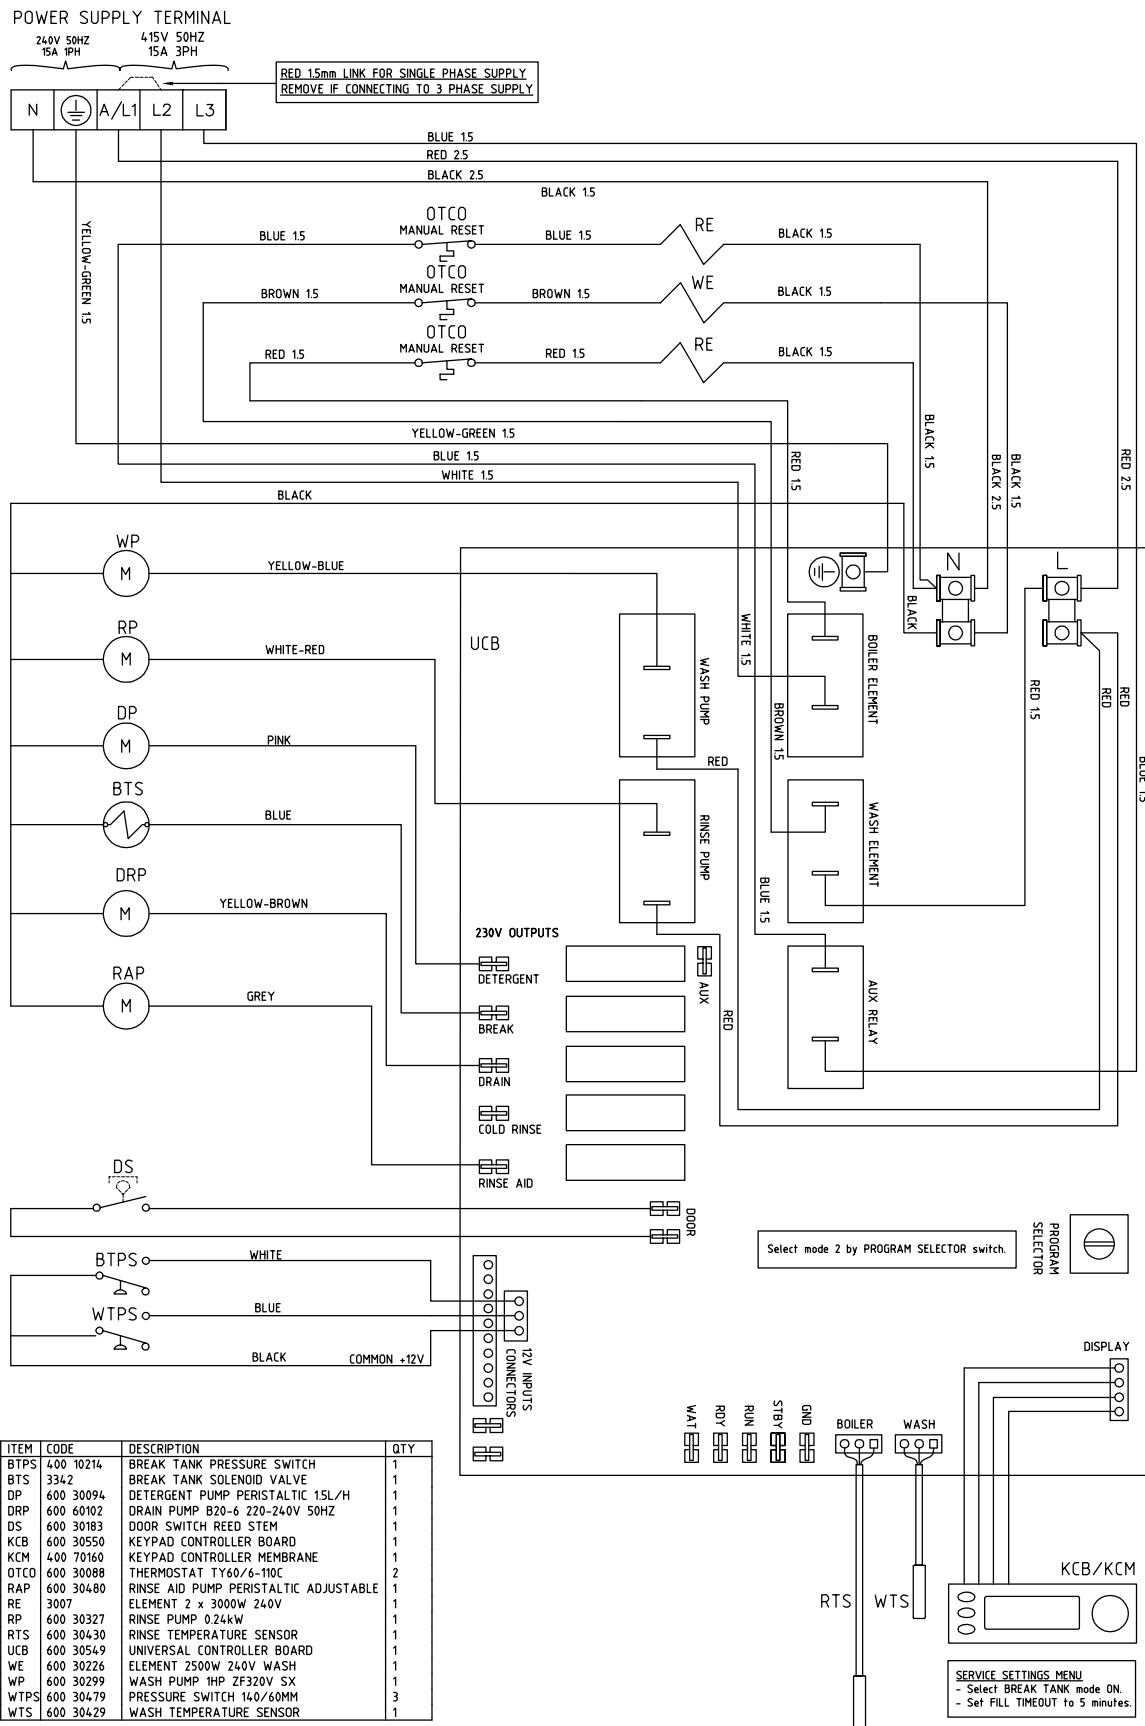 POWER SUPPLY TERMINAL
240V 50HZ
15A 1PH
415V 50HZ
15A 3PH
RED 1.5mm LINK FOR SINGLE PHASE SUPPLY
REMOVE IF CONNECTING TO 3 PHASE SUPPLY
N A/L1 L2 L3
BLUE 1.5
RED 2.5
BLACK 2.5
BLACK 1.5
YELLOW-GREEN 1.5
OTCO
MANUAL RESET
BLUE 1.5
BLUE 1.5
RE
BLACK 1.5
OTCO
MANUAL RESET
BROWN 1.5
BROWN 1.5
WE
BLACK 1.5
OTCO
MANUAL RESET
RED 1.5
RED 1.5
RE
BLACK 1.5
YELLOW-GREEN 1.5
BLUE 1.5
WHITE 1.5
BLACK
RED 1.5
BLACK 1.5
BLACK 2.5
BLACK 1.5
RED 2.5
WP
M
YELLOW-BLUE
RP
M
WHITE-RED
DP
M
PINK
BTS
BLUE
DRP
M
YELLOW-BROWN
RAP
M
GREY
UCB
N
L
BLACK
WASH PUMP
WHITE 1.5
BOILER ELEMENT
BROWN 1.5
RED 1.5
RED
RED
BLUE 1.5
RED
RINSE PUMP
WASH ELEMENT
BLUE 1.5
230V OUTPUTS
DETERGENT
BREAK
DRAIN
COLD RINSE
RINSE AID
AUX
RED
AUX RELAY
DS
DOOR
BTPS
WHITE
WTPS
BLUE
BLACK
COMMON +12V
12V INPUTS
CONNECTORS
Select mode 2 by PROGRAM SELECTOR switch.
PROGRAM
SELECTOR
DISPLAY
WAT
RDY
RUN
STBY
GND
BOILER
WASH
RTS
WTS
KCB/KCM
SERVICE SETTINGS MENU
- Select BREAK TANK mode ON.
- Set FILL TIMEOUT to 5 minutes.
ITEM CODE DESCRIPTION QTY
BTPS 400 10214 BREAK TANK PRESSURE SWITCH 1
BTS 3342 BREAK TANK SOLENOID VALVE 1
DP 600 30094 DETERGENT PUMP PERISTALTIC 1.5L/H 1
DRP 600 60102 DRAIN PUMP B20-6 220-240V 50HZ 1
DS 600 30183 DOOR SWITCH REED STEM 1
KCB 600 30550 KEYPAD CONTROLLER BOARD 1
KCM 400 70160 KEYPAD CONTROLLER MEMBRANE 1
OTCO 600 30088 THERMOSTAT TY60/6-110C 2
RAP 600 30480 RINSE AID PUMP PERISTALTIC ADJUSTABLE 1
RE 3007 ELEMENT 2 x 3000W 240V 1
RP 600 30327 RINSE PUMP 0.24kW 1
RTS 600 30430 RINSE TEMPERATURE SENSOR 1
UCB 600 30549 UNIVERSAL CONTROLLER BOARD 1
WE 600 30226 ELEMENT 2500W 240V WASH 1
WP 600 30299 WASH PUMP 1HP ZF320V SX 1
WTPS 600 30479 PRESSURE SWITCH 140/60MM 3
WTS 600 30429 WASH TEMPERATURE SENSOR 1